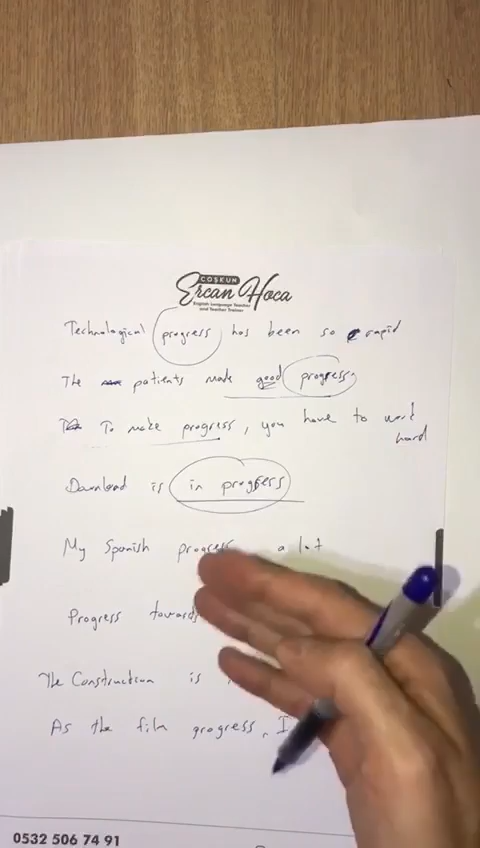 COŞKUN
Ercan Hoca
English Language Teacher
and Teacher Trainer
Technological progress has been so rapid
The patients made good progress
To make progress, you have to work
hard
Download is in progress
My Spanish progress a lot
Progress towards
The Construction is
As the film progress, I
0532 506 74 91